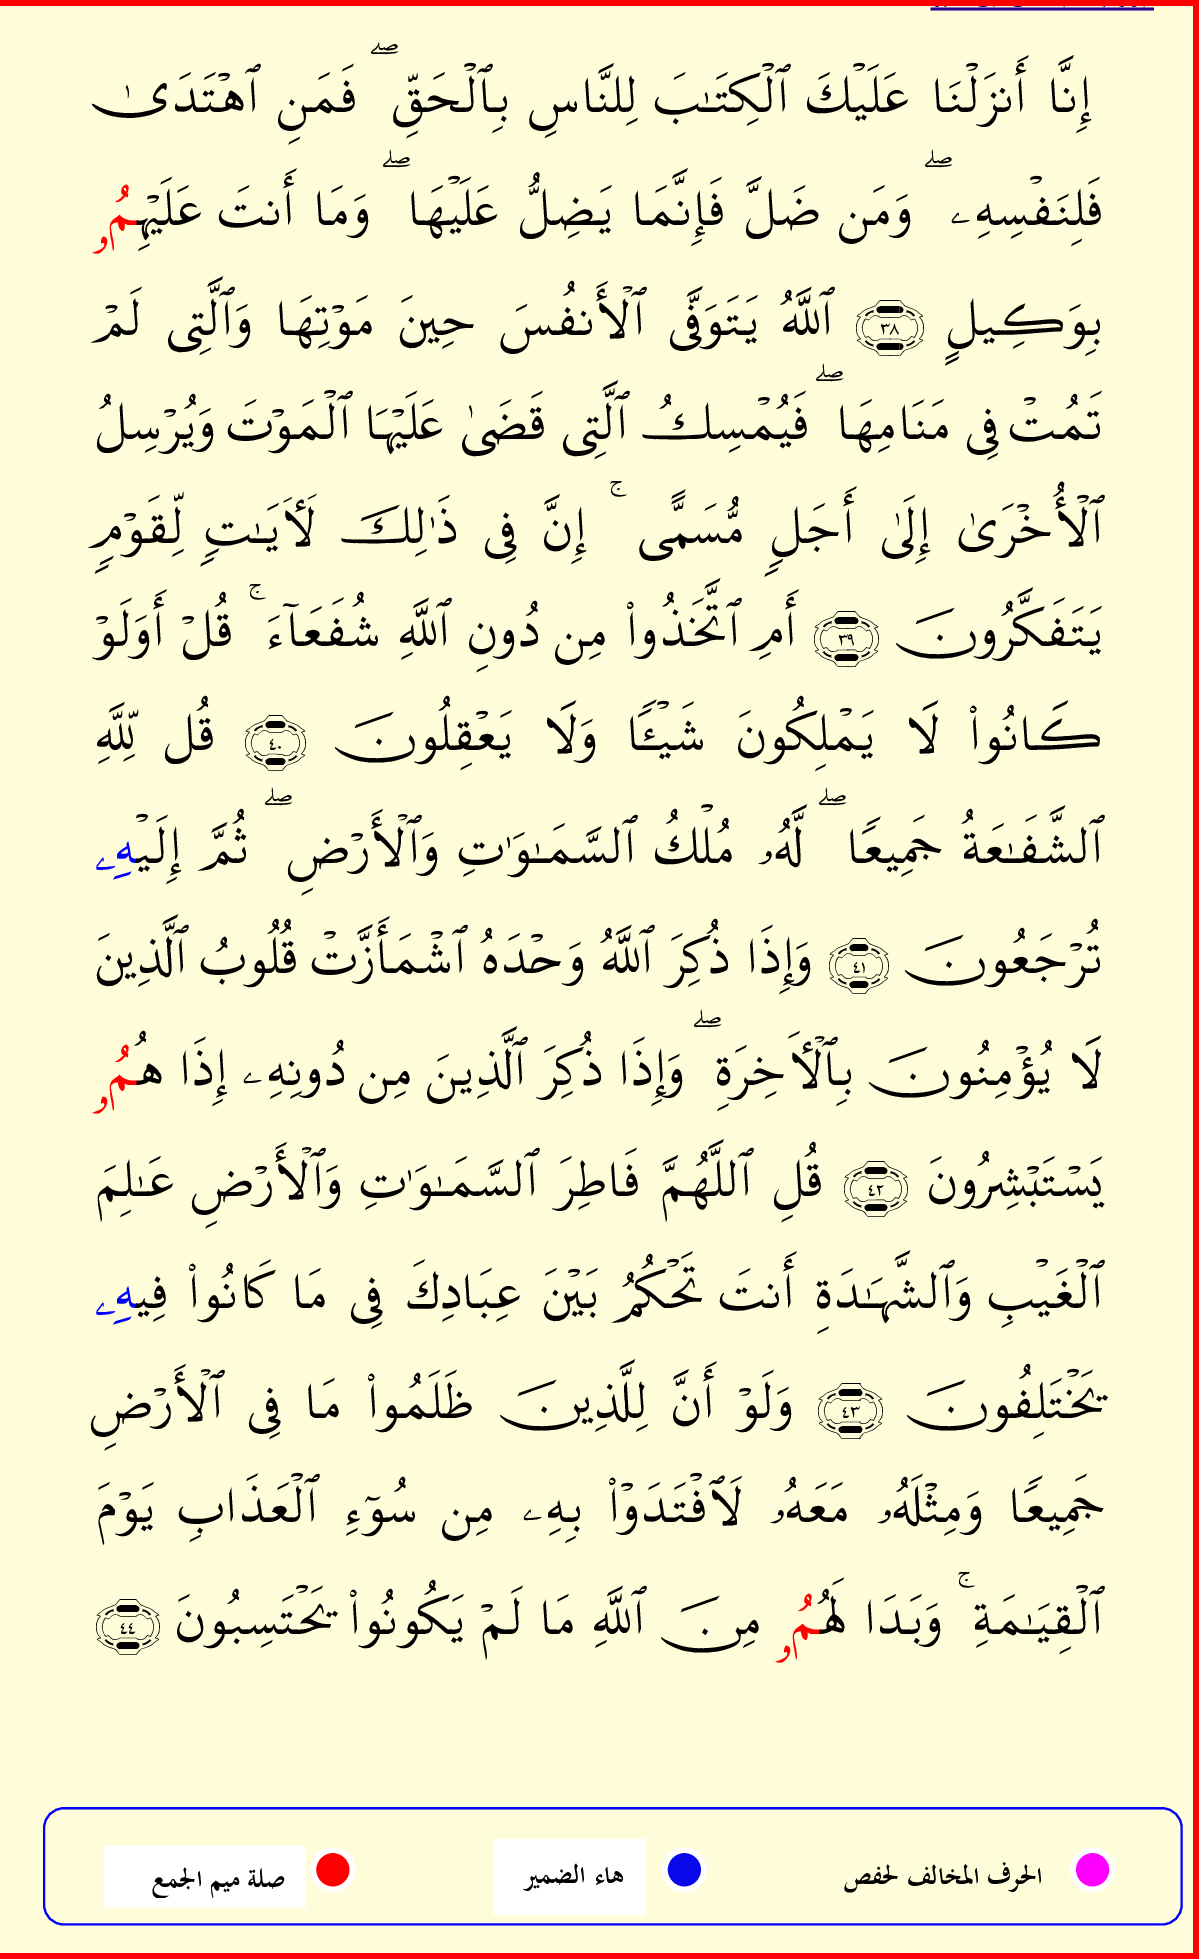 إِنَّا أَنزَلْنَا عَلَيْكَ ٱلْكِتَـٰبَ لِلنَّاسِ بِٱلْحَقِّ ۖ فَمَنِ ٱهْتَدَىٰ
فَلِنَفْسِهِۦ ۖ وَمَن ضَلَّ فَإِنَّمَا يَضِلُّ عَلَيْهَا ۖ وَمَا أَنتَ عَلَيْهِمُۥ
بِوَكِيلٍ ٣٨ ٱللَّهُ يَتَوَفَّى ٱلْأَنفُسَ حِينَ مَوْتِهَا وَٱلَّتِى لَمْ
تَمُتْ فِى مَنَامِهَا ۖ فَيُمْسِكُ ٱلَّتِى قَضَىٰ عَلَيْهَا ٱلْمَوْتَ وَيُرْسِلُ
ٱلْأُخْرَىٰ إِلَىٰ أَجَلٍ مُّسَمًّى ۚ إِنَّ فِى ذَٰلِكَ لَـَٔايَـٰتٍ لِّقَوْمٍ
يَتَفَكَّرُونَ ٣٩ أَمِ ٱتَّخَذُوا۟ مِن دُونِ ٱللَّهِ شُفَعَآءَ ۚ قُلْ أَوَلَوْ
كَانُوا۟ لَا يَمْلِكُونَ شَيْـًٔا وَلَا يَعْقِلُونَ ٤٠ قُل لِّلَّهِ
ٱلشَّفَـٰعَةُ جَمِيعًا ۖ لَّهُۥ مُلْكُ ٱلسَّمَـٰوَٰتِ وَٱلْأَرْضِ ۖ ثُمَّ إِلَيْهِۦ
تُرْجَعُونَ ٤١ وَإِذَا ذُكِرَ ٱللَّهُ وَحْدَهُ ٱشْمَأَزَّتْ قُلُوبُ ٱلَّذِينَ
لَا يُؤْمِنُونَ بِٱلْـَٔاخِرَةِ ۖ وَإِذَا ذُكِرَ ٱلَّذِينَ مِن دُونِهِۦ إِذَا هُمُۥ
يَسْتَبْشِرُونَ ٤٢ قُلِ ٱللَّهُمَّ فَاطِرَ ٱلسَّمَـٰوَٰتِ وَٱلْأَرْضِ عَـٰلِمَ
ٱلْغَيْبِ وَٱلشَّهَـٰدَةِ أَنتَ تَحْكُمُ بَيْنَ عِبَادِكَ فِى مَا كَانُوا۟ فِيهِۦ
يَخْتَلِفُونَ ٤٣ وَلَوْ أَنَّ لِلَّذِينَ ظَلَمُوا۟ مَا فِى ٱلْأَرْضِ
جَمِيعًا وَمِثْلَهُۥ مَعَهُۥ لَٱفْتَدَوْا۟ بِهِۦ مِن سُوٓءِ ٱلْعَذَابِ يَوْمَ
ٱلْقِيَـٰمَةِ ۚ وَبَدَا لَهُمُۥ مِنَ ٱللَّهِ مَا لَمْ يَكُونُوا۟ يَحْتَسِبُونَ ٤٤
الحرف المخالف لحفص هاء الضمير صلة ميم الجمع